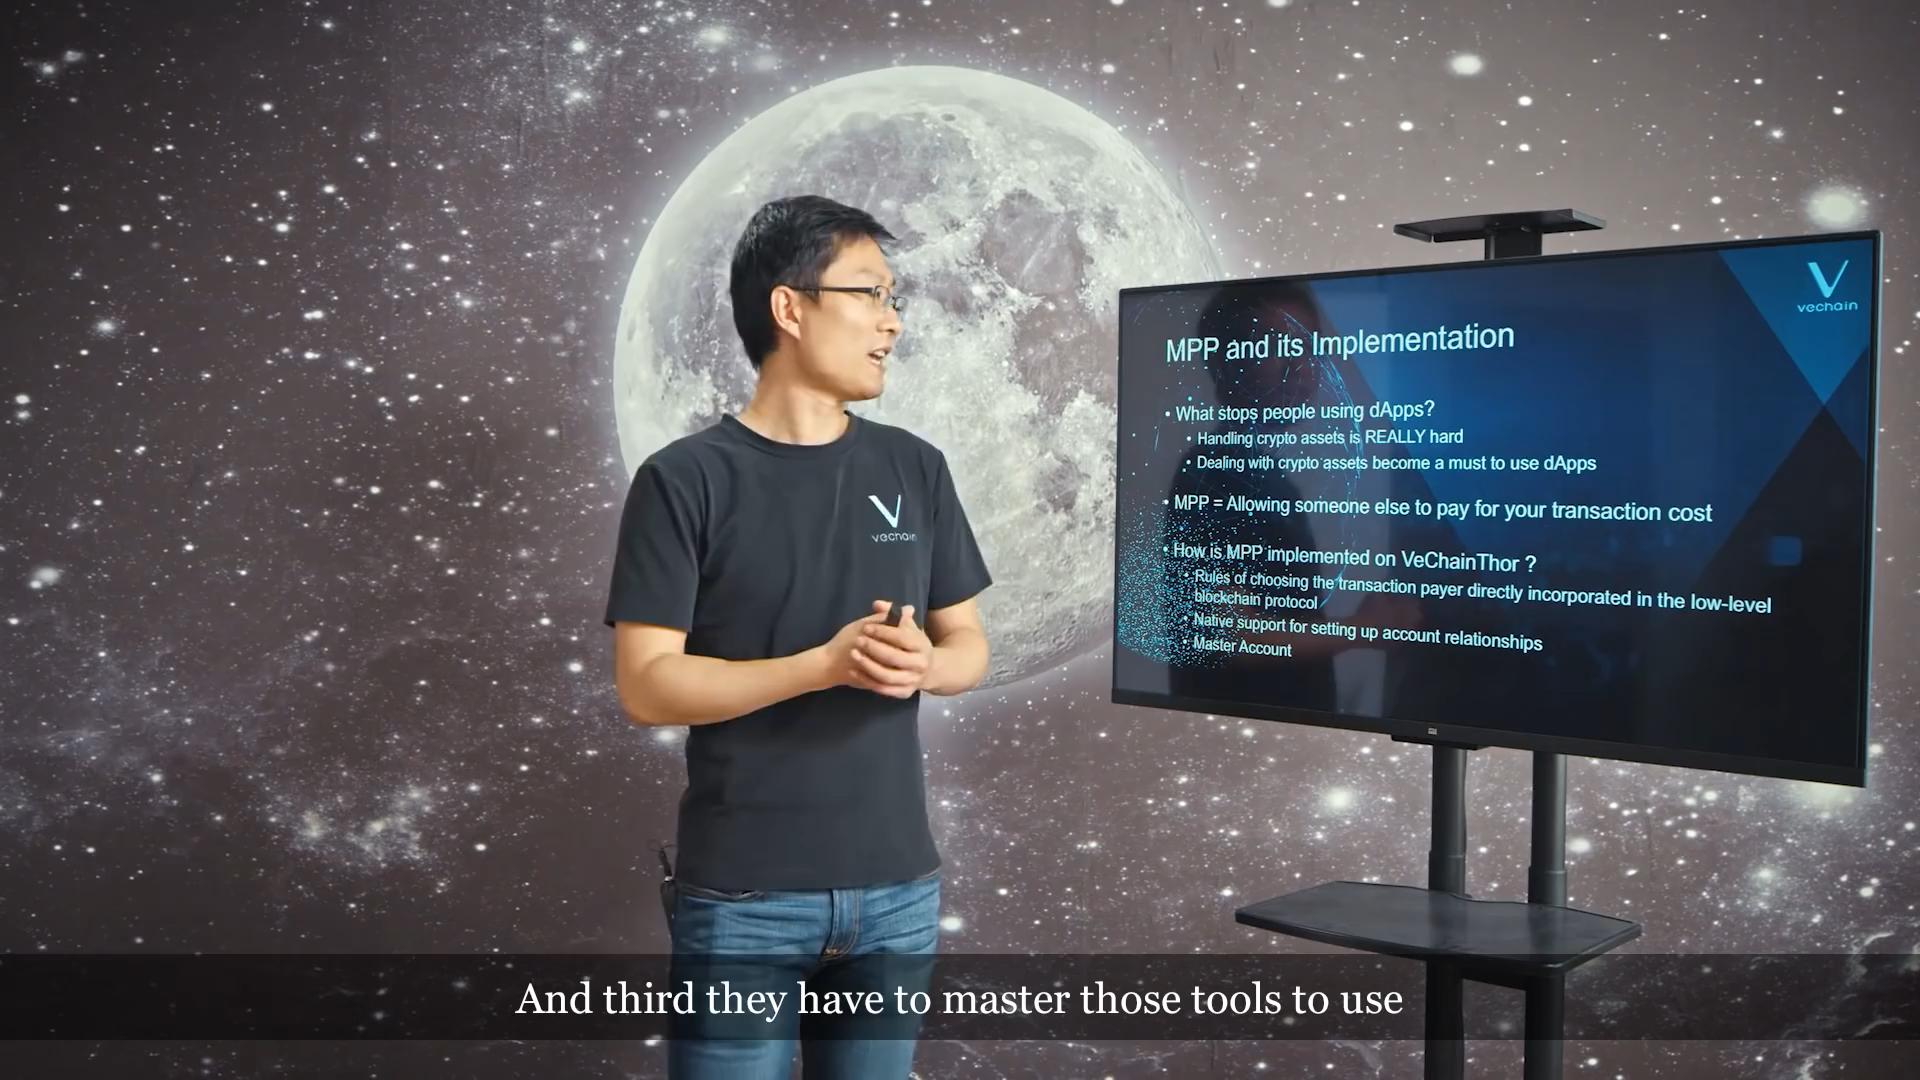 vechain
MPP and its Implementation
• What stops people using dApps?
• Handling crypto assets is REALLY hard
• Dealing with crypto assets become a must to use dApps
• MPP = Allowing someone else to pay for your transaction cost
• How is MPP implemented on VeChainThor ?
• Rules of choosing the transaction payer directly incorporated in the low-level
blockchain protocol
• Native support for setting up account relationships
• Master Account
vechain
And third they have to master those tools to use